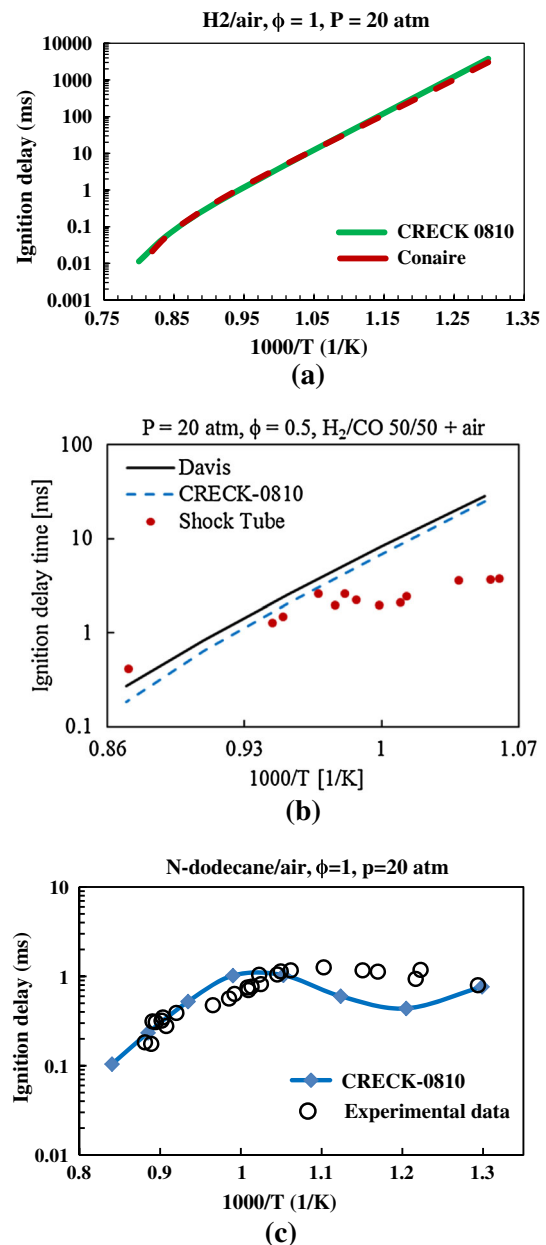 H2/air, ϕ = 1, P = 20 atm
10000
1000
100
10
1
0.1
0.01
0.001
Ignition delay (ms)
CRECK 0810
Conaire
0.75 0.85 0.95 1.05 1.15 1.25 1.35
1000/T (1/K)
(a)
P = 20 atm, ϕ = 0.5, H₂/CO 50/50 + air
100
10
1
0.1
Ignition delay time [ms]
Davis
CRECK-0810
Shock Tube
0.86 0.93 1 1.07
1000/T [1/K]
(b)
N-dodecane/air, ϕ=1, p=20 atm
10
1
0.1
0.01
Ignition delay (ms)
CRECK-0810
Experimental data
0.8 0.9 1 1.1 1.2 1.3
1000/T (1/K)
(c)